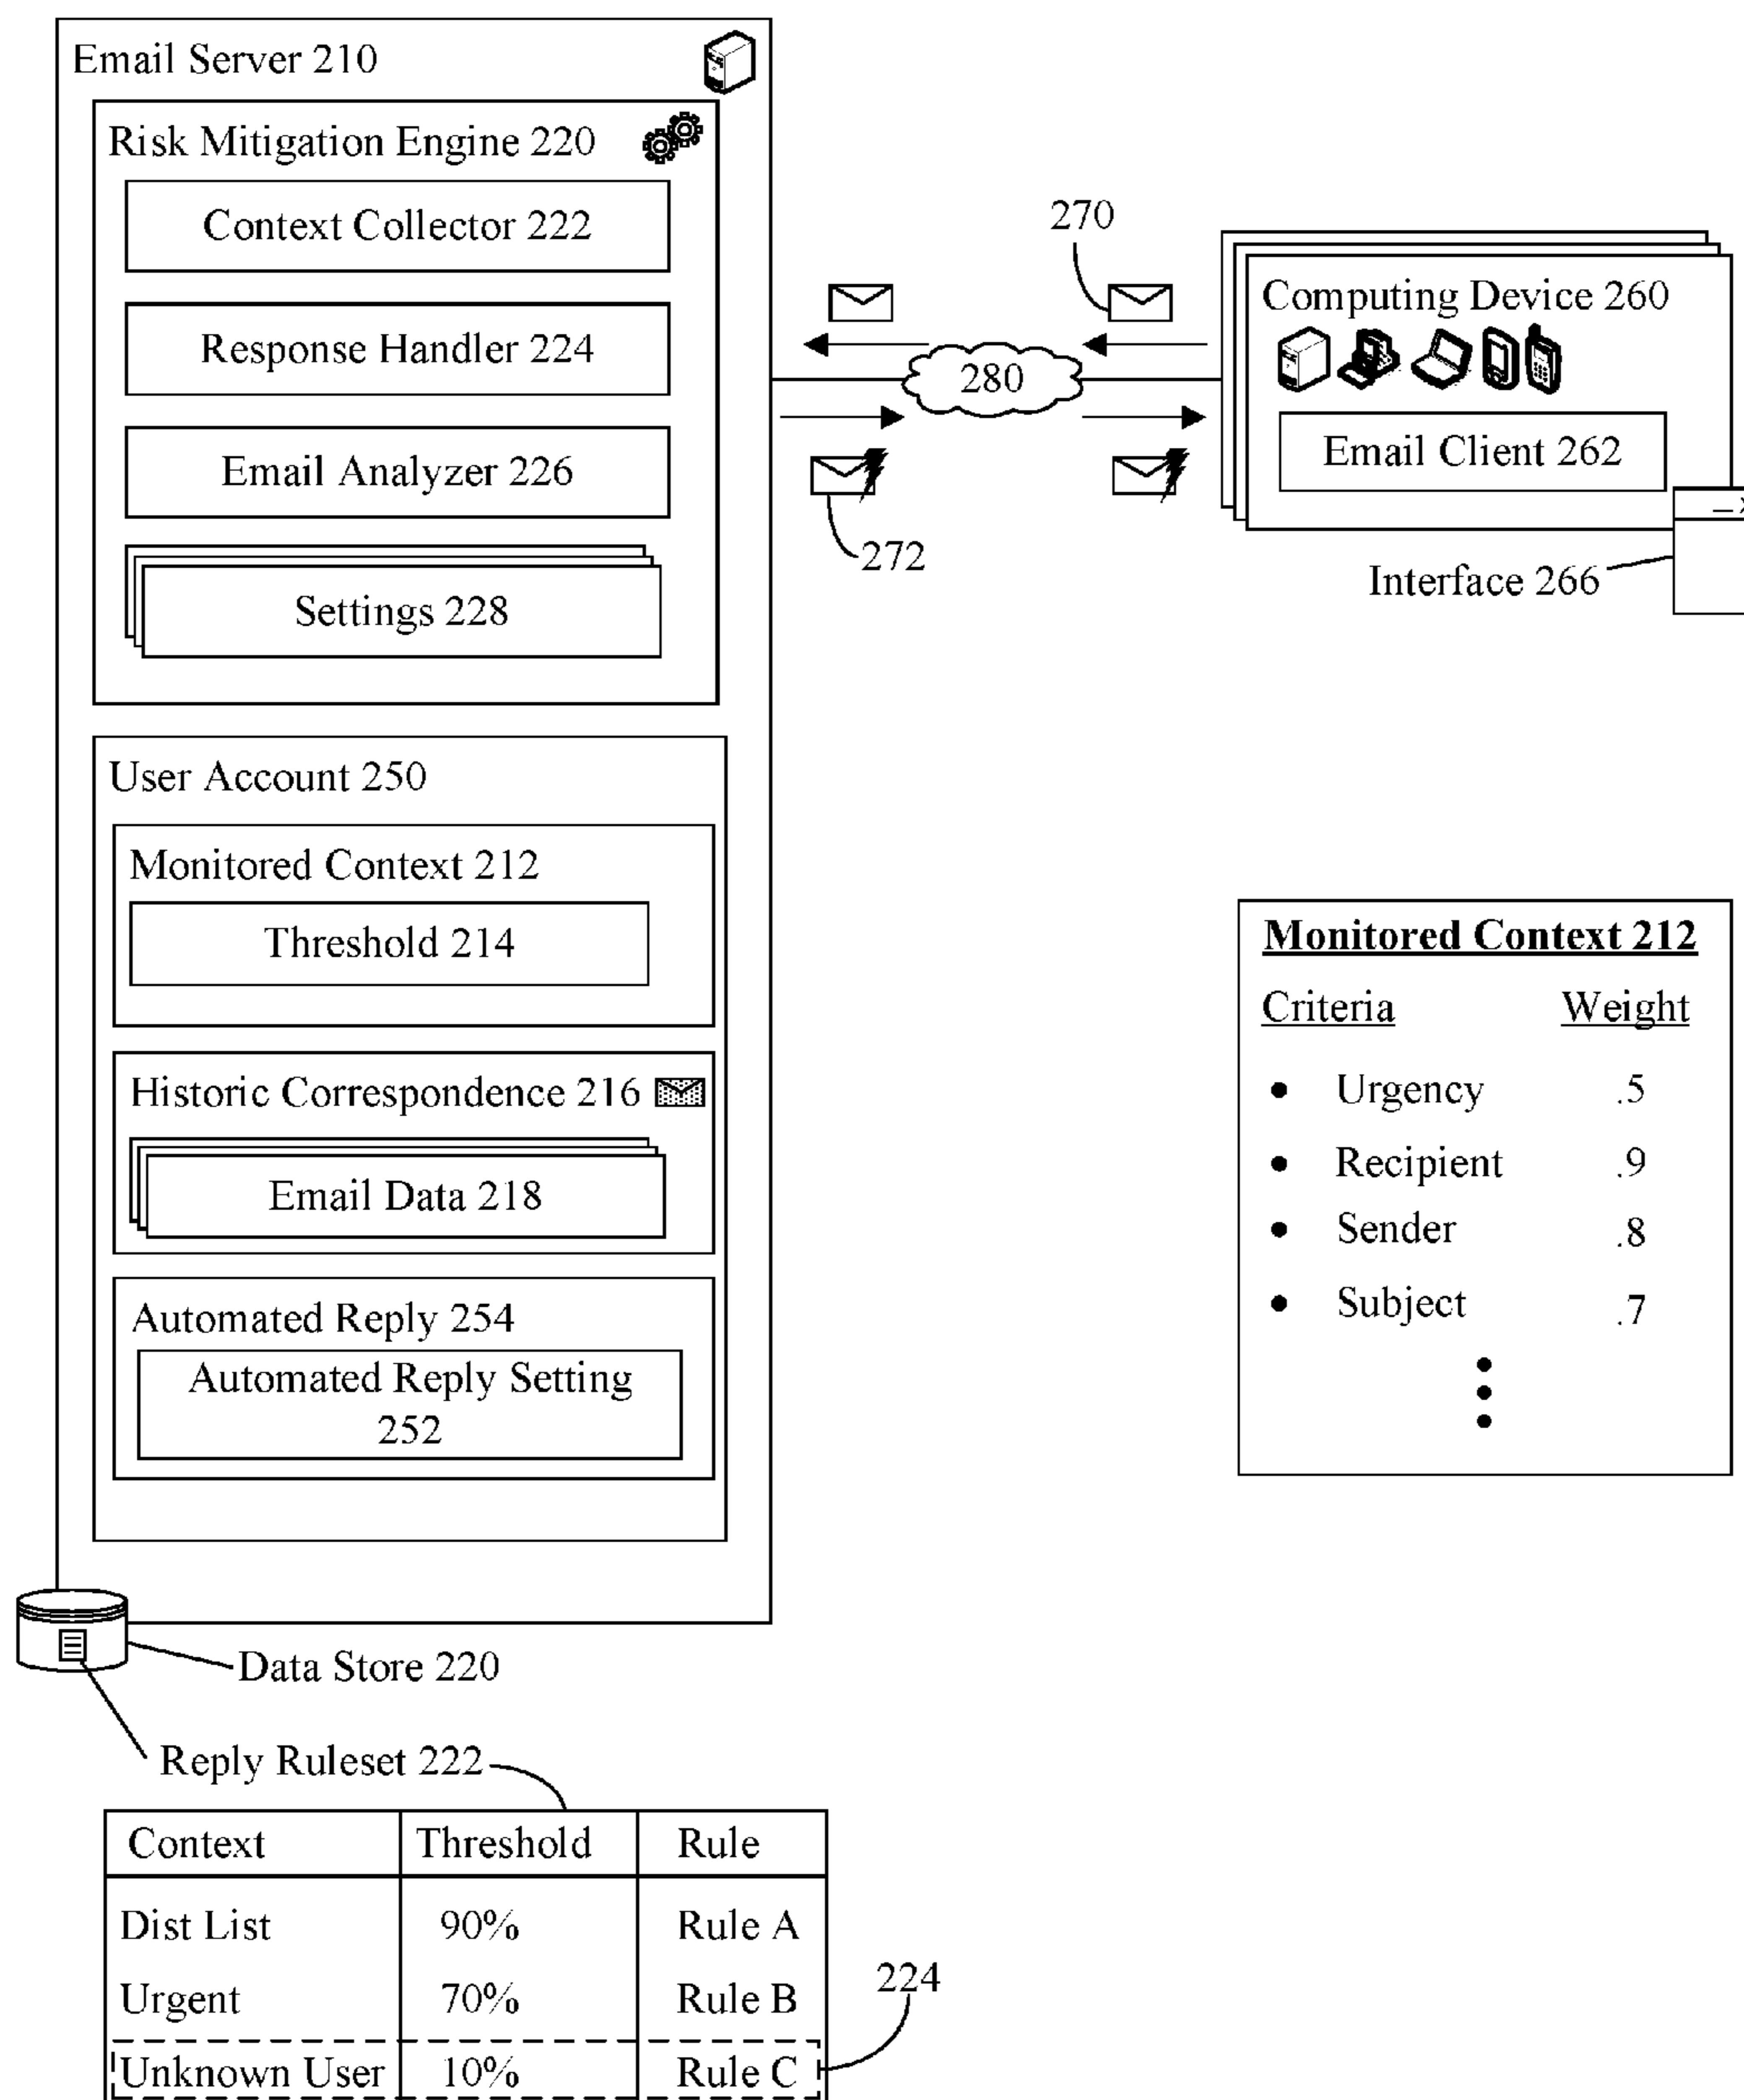 Email Server 210
Risk Mitigation Engine 220
Context Collector 222
Response Handler 224
Email Analyzer 226
Settings 228
User Account 250
Monitored Context 212
Threshold 214
Historic Correspondence 216
Email Data 218
Automated Reply 254
Automated Reply Setting
252
270
280
272
Computing Device 260
Email Client 262
Interface 266
Monitored Context 212
Criteria Weight
• Urgency .5
• Recipient .9
• Sender .8
• Subject .7
Data Store 220
Reply Ruleset 222
Context Threshold Rule
Dist List 90% Rule A
Urgent 70% Rule B
Unknown User 10% Rule C
224